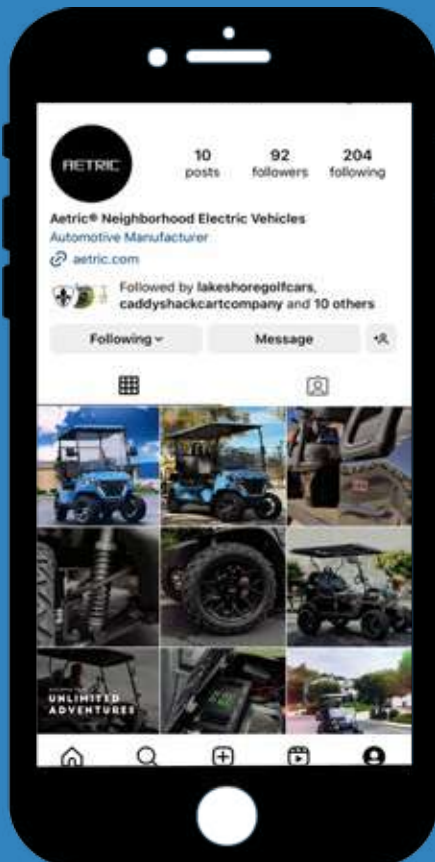 AETRIC
10 92 204
posts followers following
Aetric® Neighborhood Electric Vehicles
Automotive Manufacturer
aetric.com
Followed by lakeshoregolfcars,
caddyshackcartcompany and 10 others
Following Message
UNLIMITED
ADVENTURES